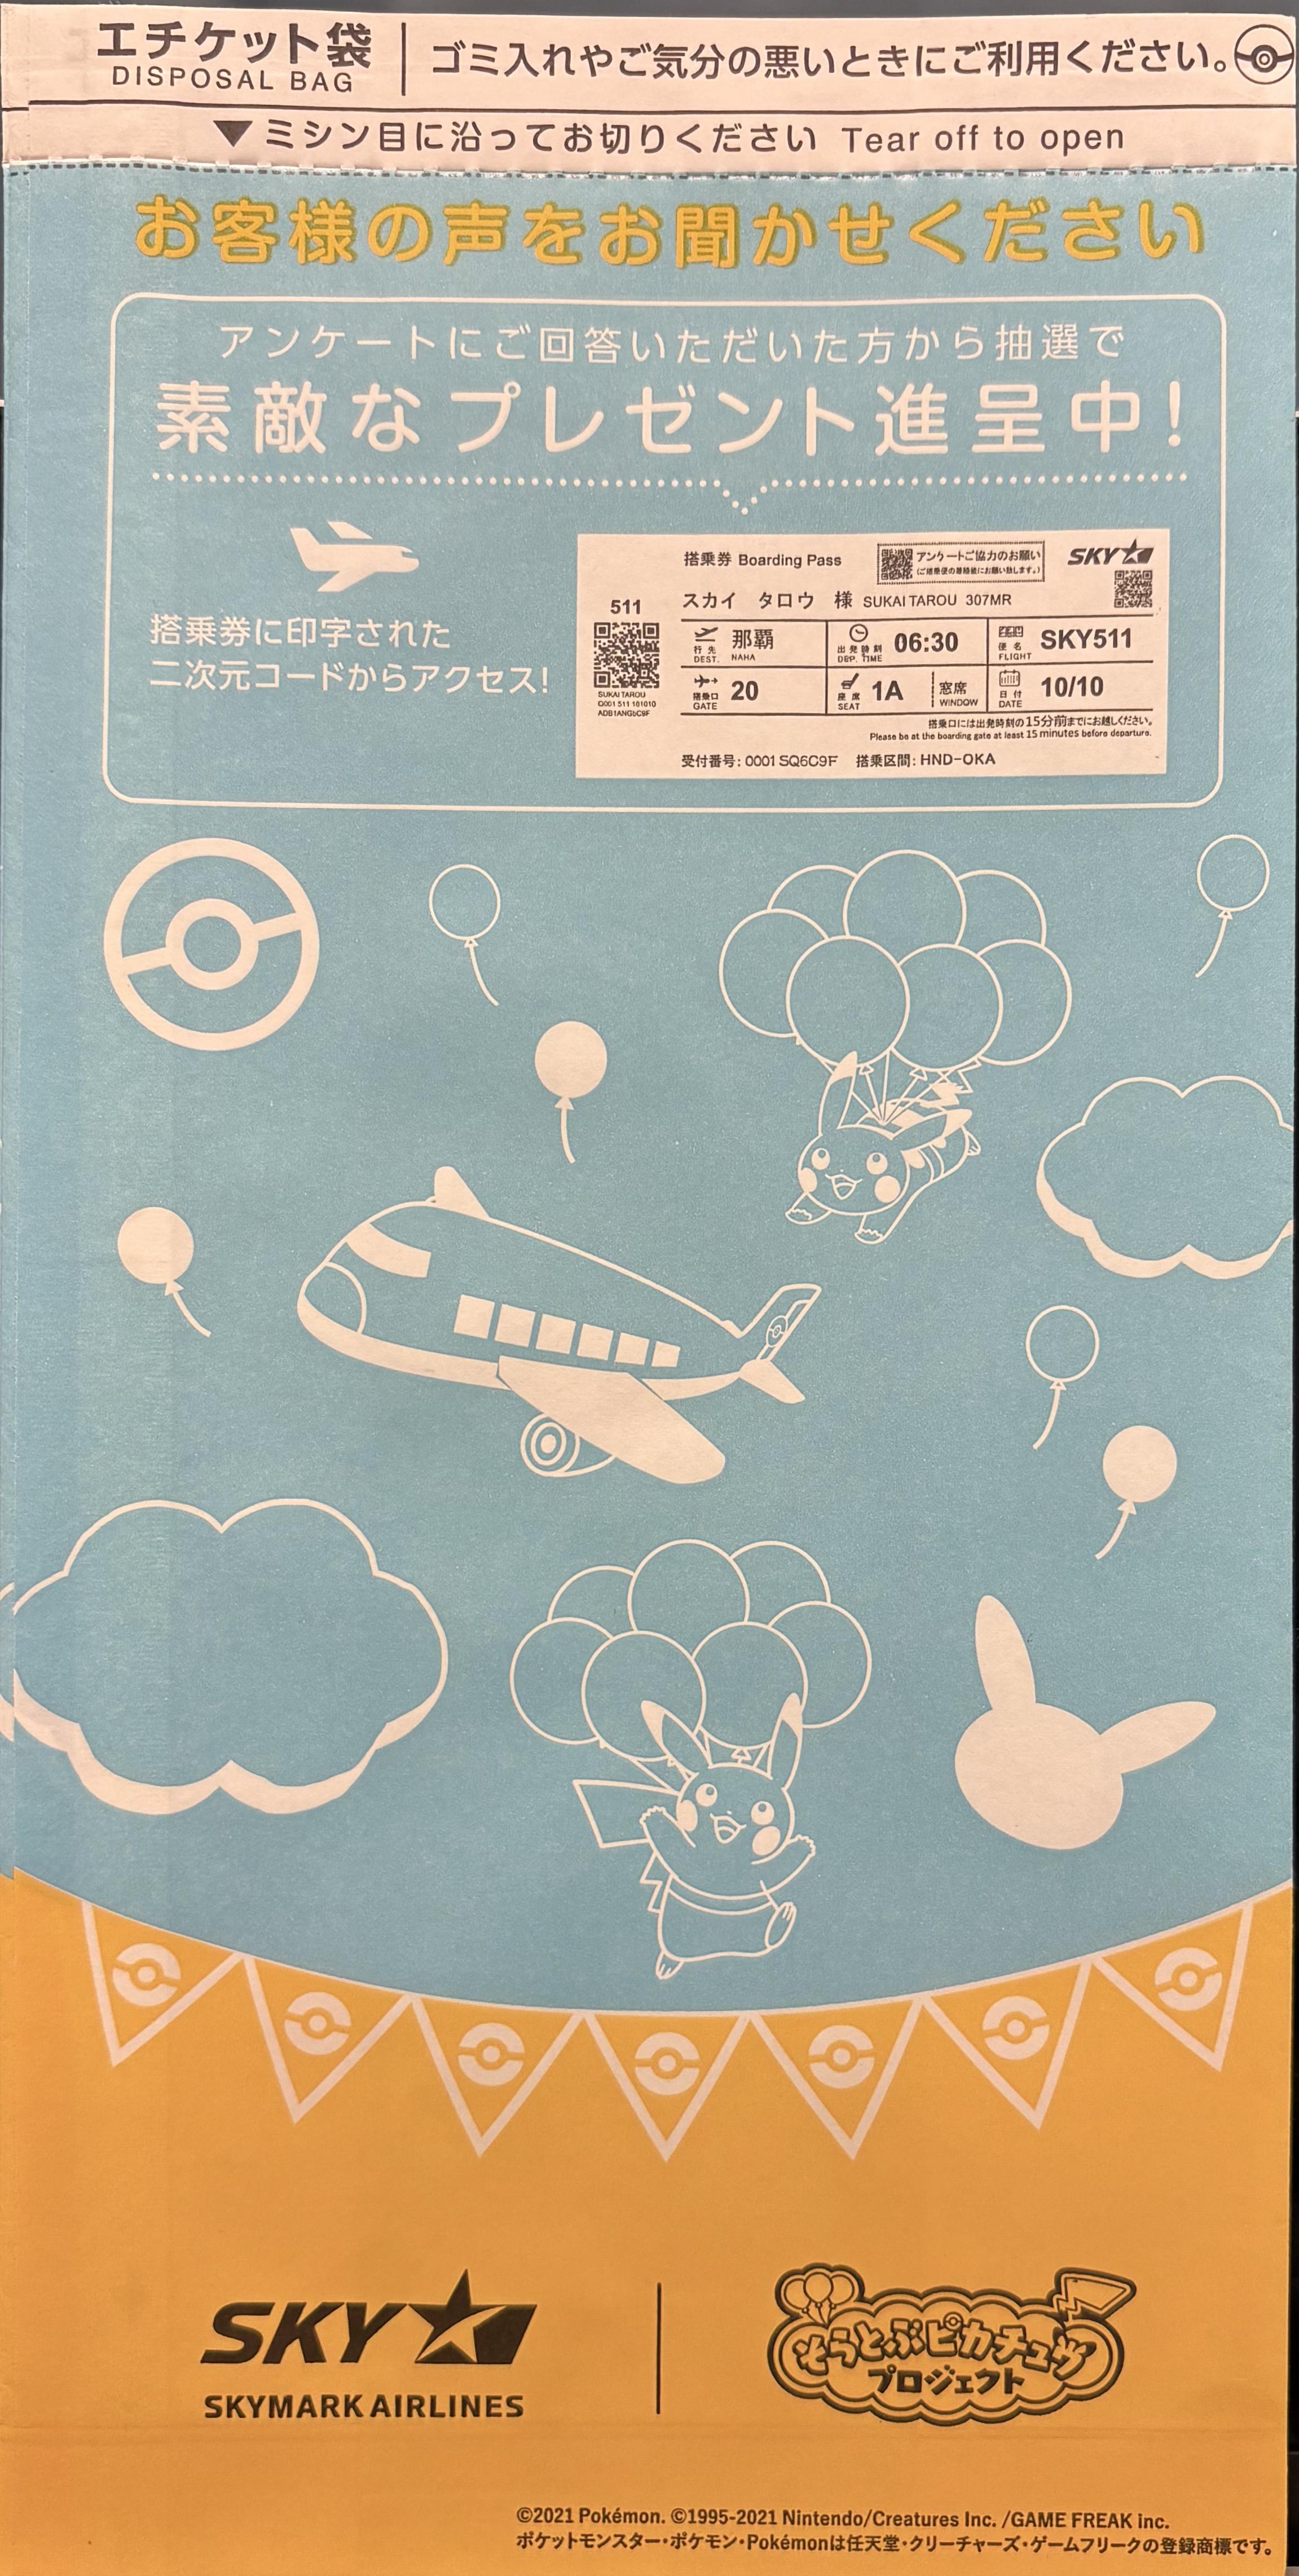 エチケット袋
DISPOSAL BAG
ゴミ入れやご気分の悪いときにご利用ください。
▼ミシン目に沿ってお切りください Tear off to open
お客様の声をお聞かせください
アンケートにご回答いただいた方から抽選で
素敵なプレゼント進呈中!
搭乗券に印字された
二次元コードからアクセス!
搭乗券 Boarding Pass
アンケートご協力のお願い
SKY
511
スカイ タロウ 様 SUKAI TAROU 307MR
行先 DEST. 那覇 NAHA
出発時刻 DEP. TIME 06:30
便名 FLIGHT SKY511
搭乗口 GATE 20
座席 SEAT 1A 窓席 WINDOW
日付 DATE 10/10
SUKAI TAROU
搭乗口には出発時刻の15分前までにお越しください。
Please be at the boarding gate at least 15 minutes before departure.
受付番号: 0001 SQ6C9F 搭乗区間: HND-OKA
SKY
SKYMARK AIRLINES
そらとぶピカチュウ
プロジェクト
©2021 Pokémon. ©1995-2021 Nintendo/Creatures Inc. /GAME FREAK inc.
ポケットモンスター・ポケモン・Pokémonは任天堂・クリーチャーズ・ゲームフリークの登録商標です。